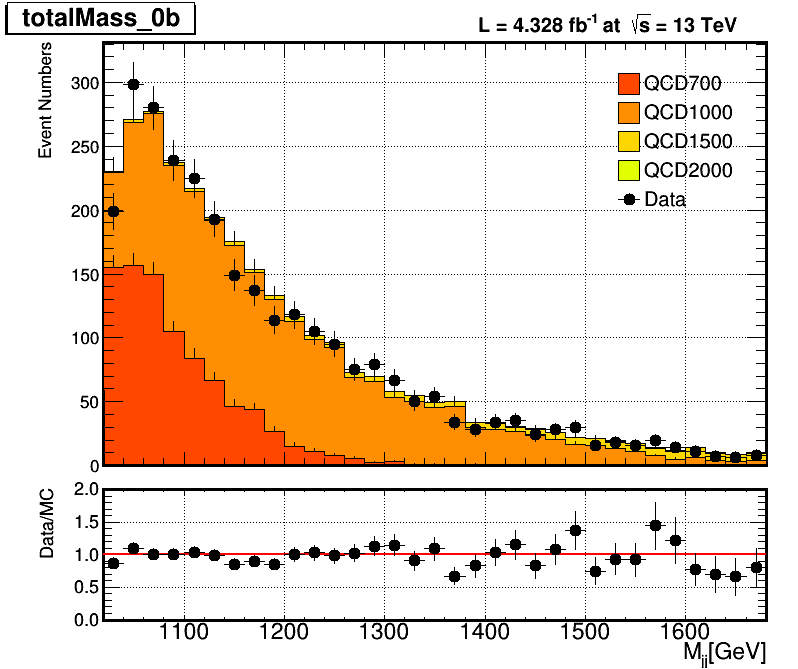 totalMass_0b
L = 4.328 fb⁻¹ at √s = 13 TeV
Event Numbers
300
250
200
150
100
50
0
QCD700
QCD1000
QCD1500
QCD2000
Data
Data/MC
2.0
1.5
1.0
0.5
0.0
1100 1200 1300 1400 1500 1600
M_jj[GeV]